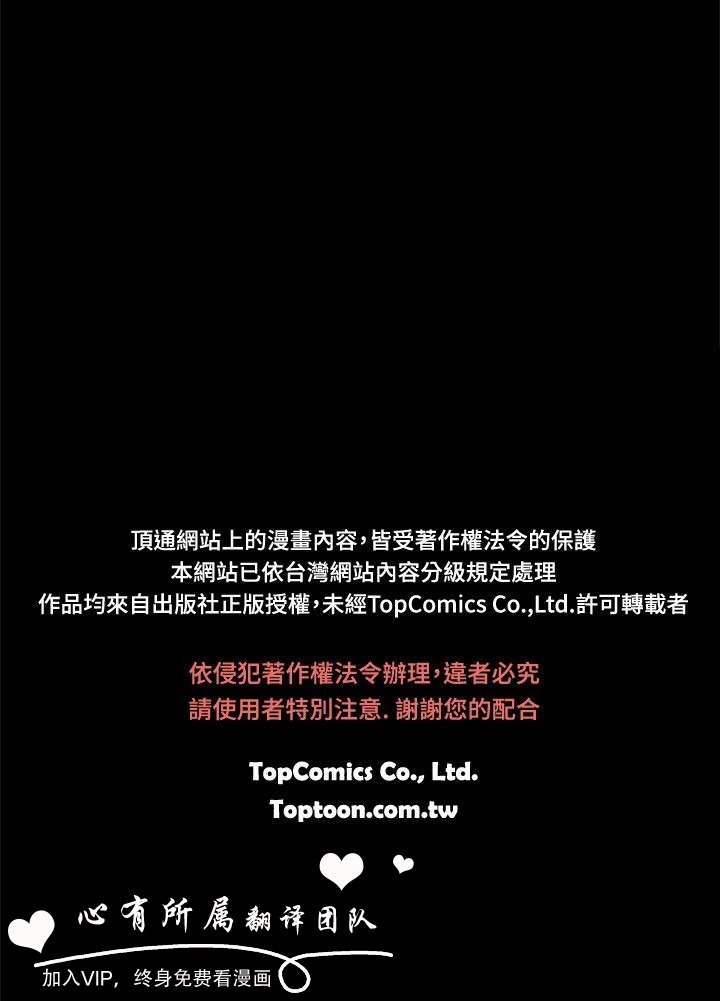 頂通網站上的漫畫內容，皆受著作權法令的保護
本網站已依台灣網站內容分級規定處理
作品均來自出版社正版授權，未經TopComics Co.,Ltd.許可轉載者
依侵犯著作權法令辦理，違者必究
請使用者特別注意. 謝謝您的配合
TopComics Co., Ltd.
Toptoon.com.tw
心有所属翻译团队
加入VIP，终身免费看漫画